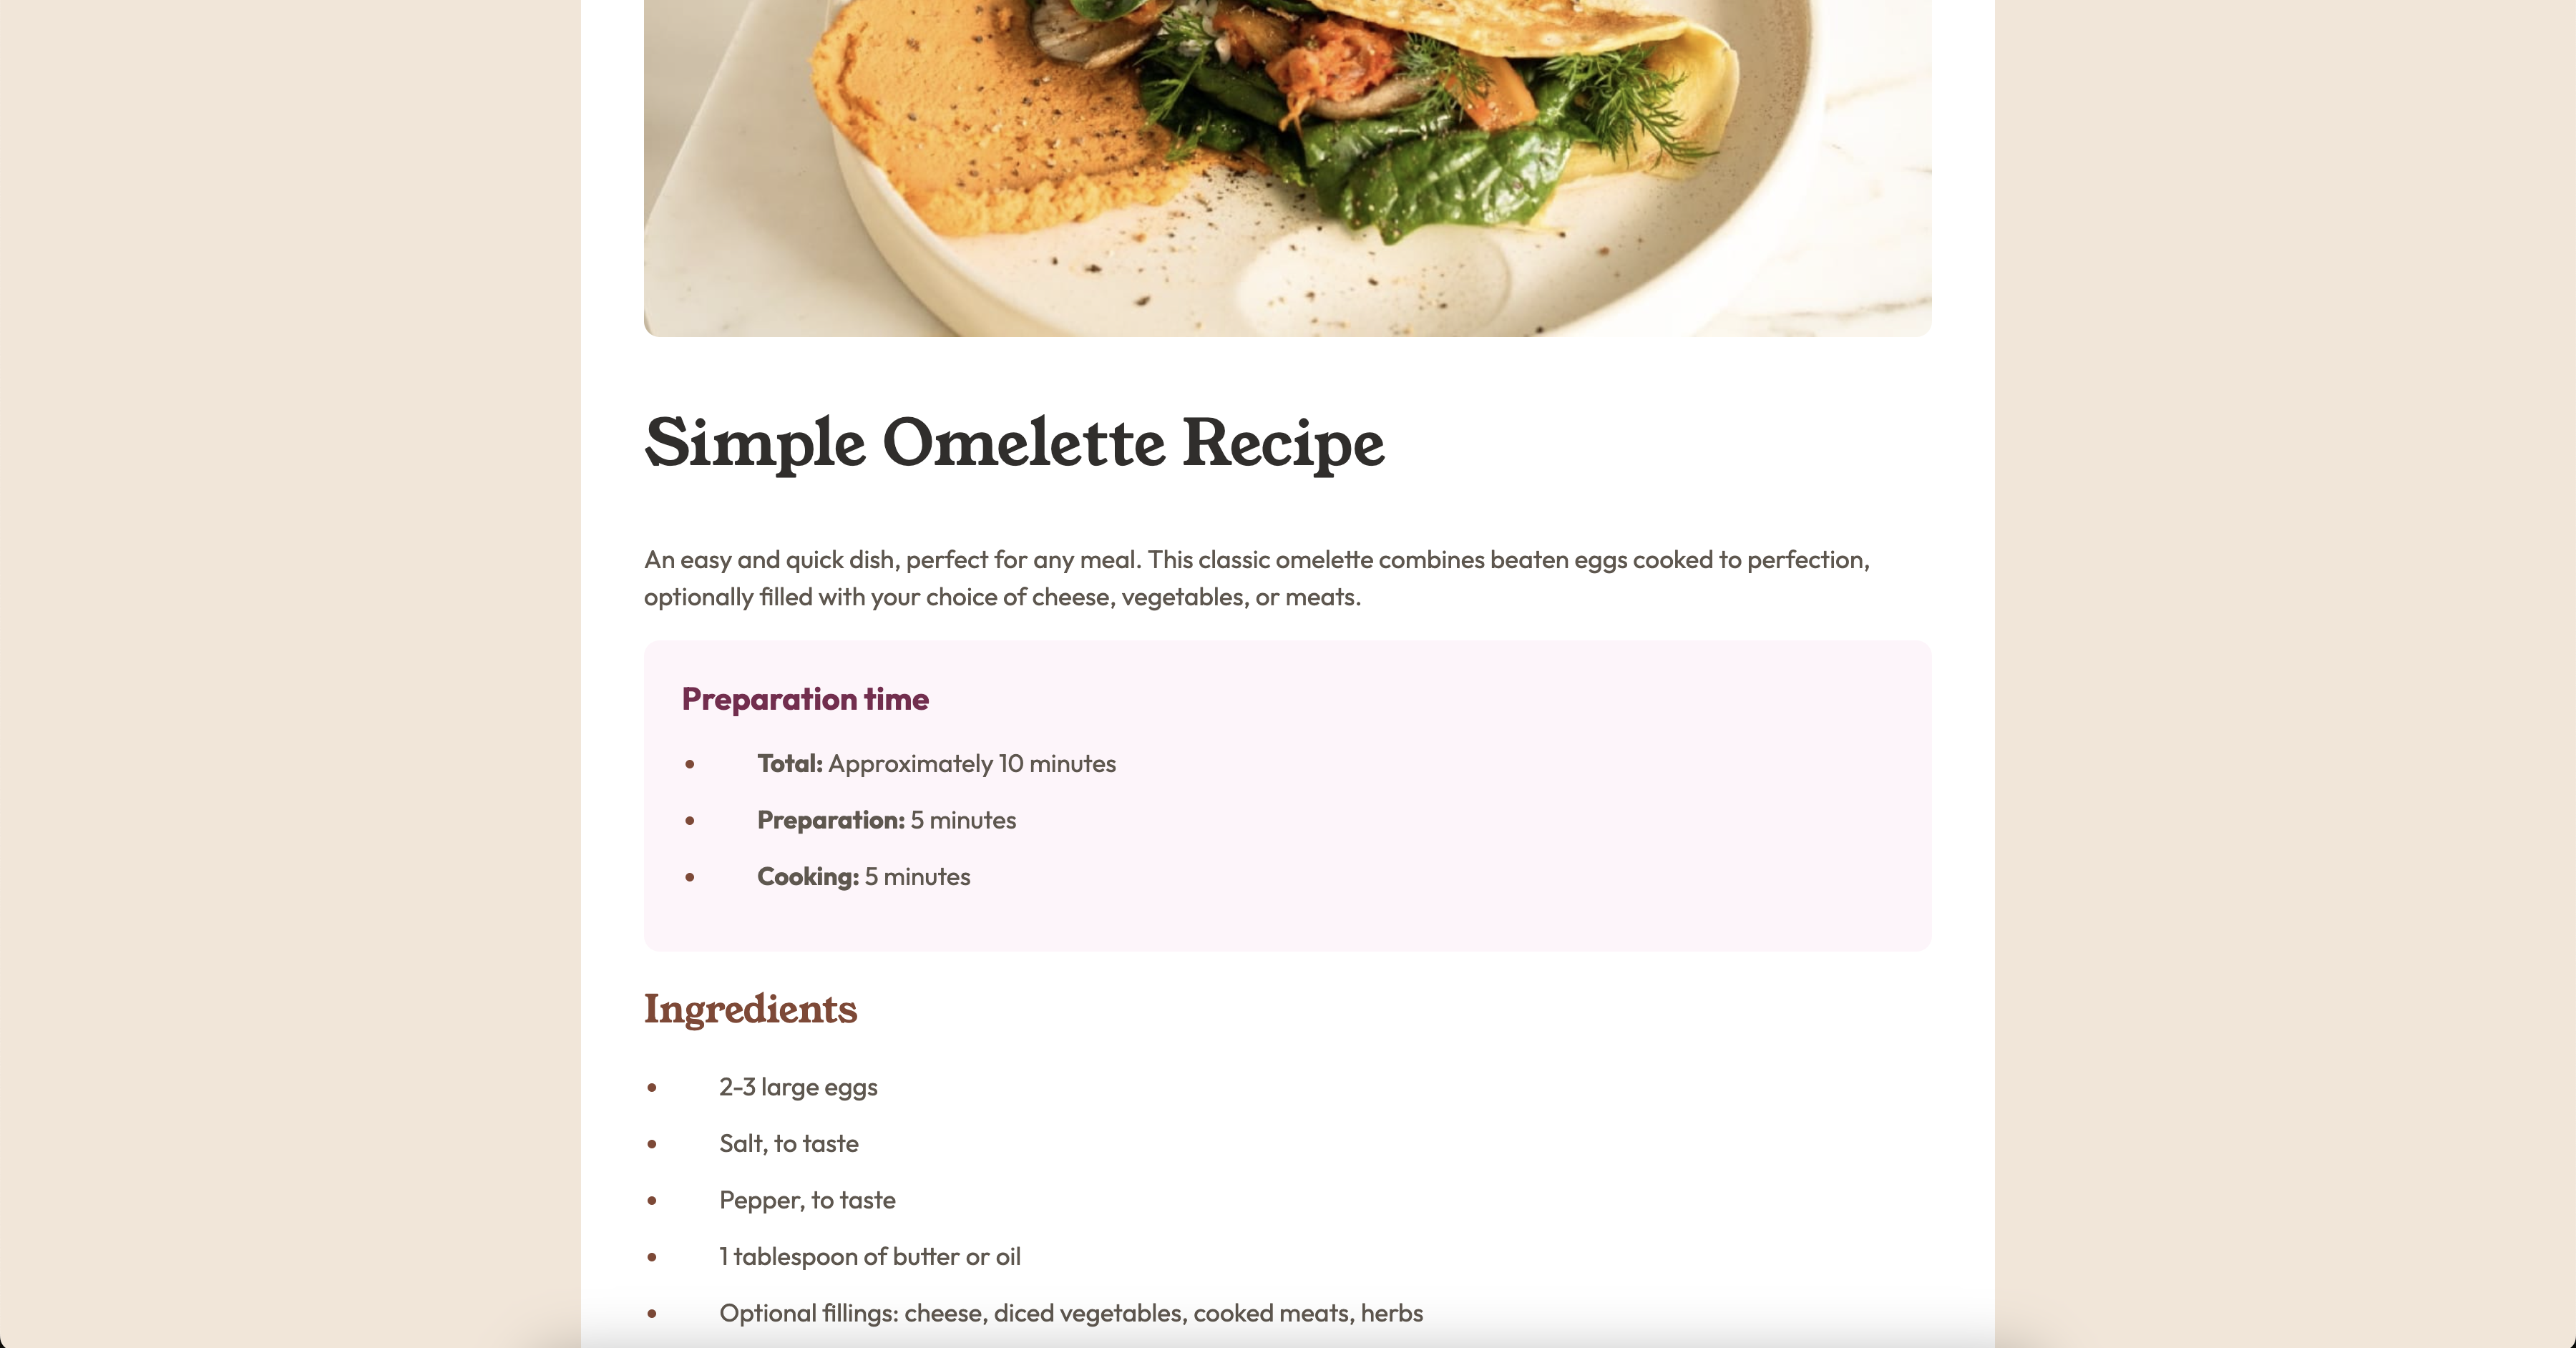 Simple Omelette Recipe
An easy and quick dish, perfect for any meal. This classic omelette combines beaten eggs cooked to perfection,
optionally filled with your choice of cheese, vegetables, or meats.
Preparation time
• Total: Approximately 10 minutes
• Preparation: 5 minutes
• Cooking: 5 minutes
Ingredients
• 2-3 large eggs
• Salt, to taste
• Pepper, to taste
• 1 tablespoon of butter or oil
• Optional fillings: cheese, diced vegetables, cooked meats, herbs